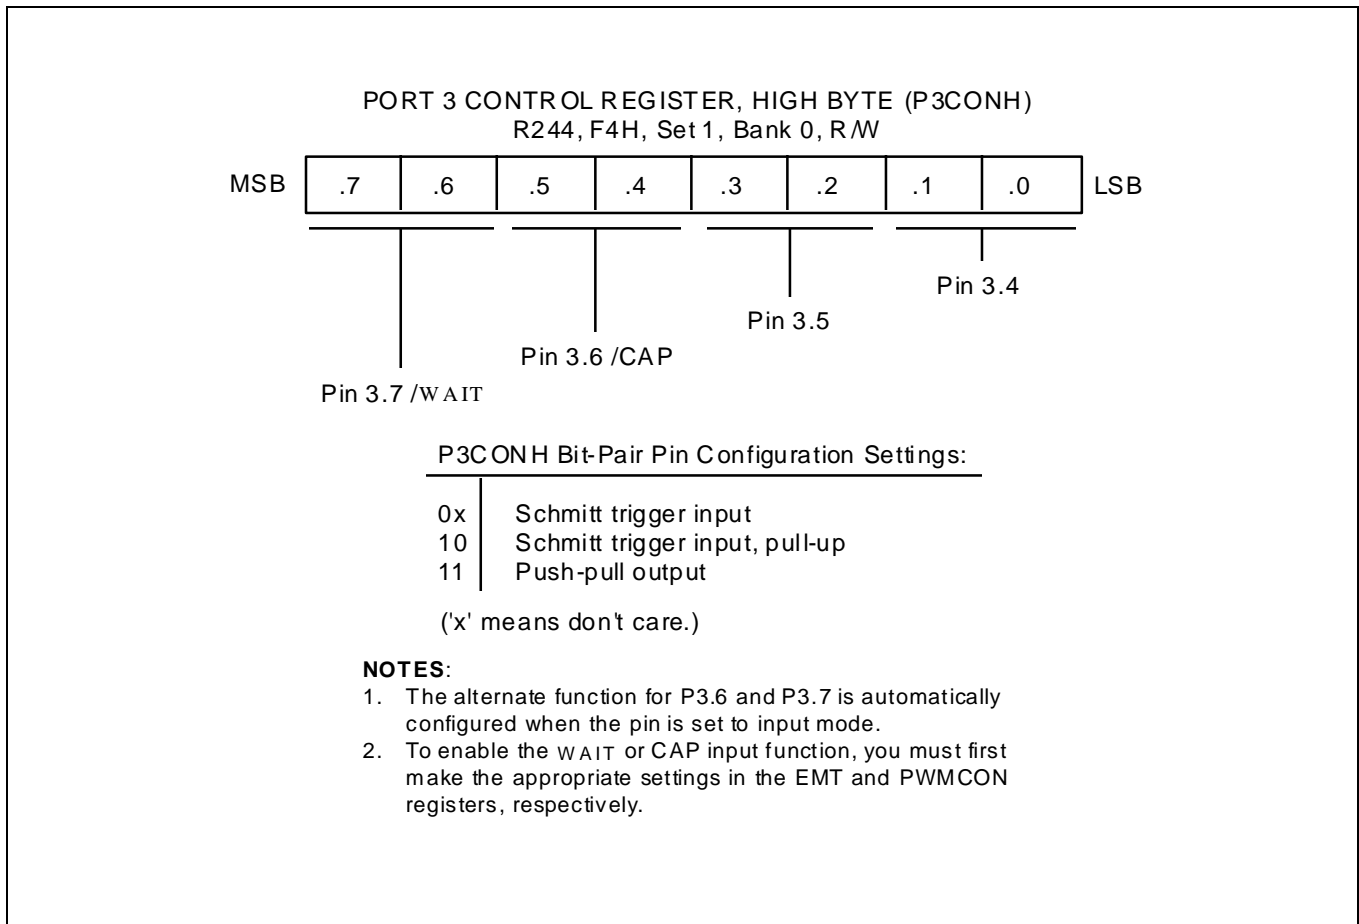 PORT 3 CONTROL REGISTER, HIGH BYTE (P3CONH)
R244, F4H, Set 1, Bank 0, R/W
MSB .7 .6 .5 .4 .3 .2 .1 .0 LSB
Pin 3.4
Pin 3.5
Pin 3.6 /CAP
Pin 3.7 /WAIT
P3CONH Bit-Pair Pin Configuration Settings:
0x Schmitt trigger input
10 Schmitt trigger input, pull-up
11 Push-pull output
('x' means don't care.)
NOTES:
1. The alternate function for P3.6 and P3.7 is automatically
configured when the pin is set to input mode.
2. To enable the WAIT or CAP input function, you must first
make the appropriate settings in the EMT and PWMCON
registers, respectively.